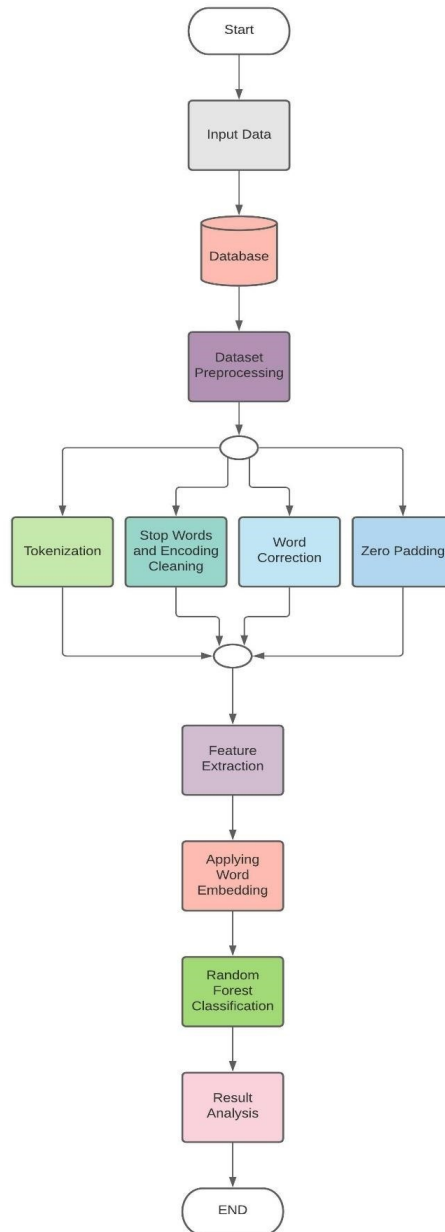 Start
Input Data
Database
Dataset
Preprocessing
Tokenization
Stop Words
and Encoding
Cleaning
Word
Correction
Zero Padding
Feature
Extraction
Applying
Word
Embedding
Random
Forest
Classification
Result
Analysis
END